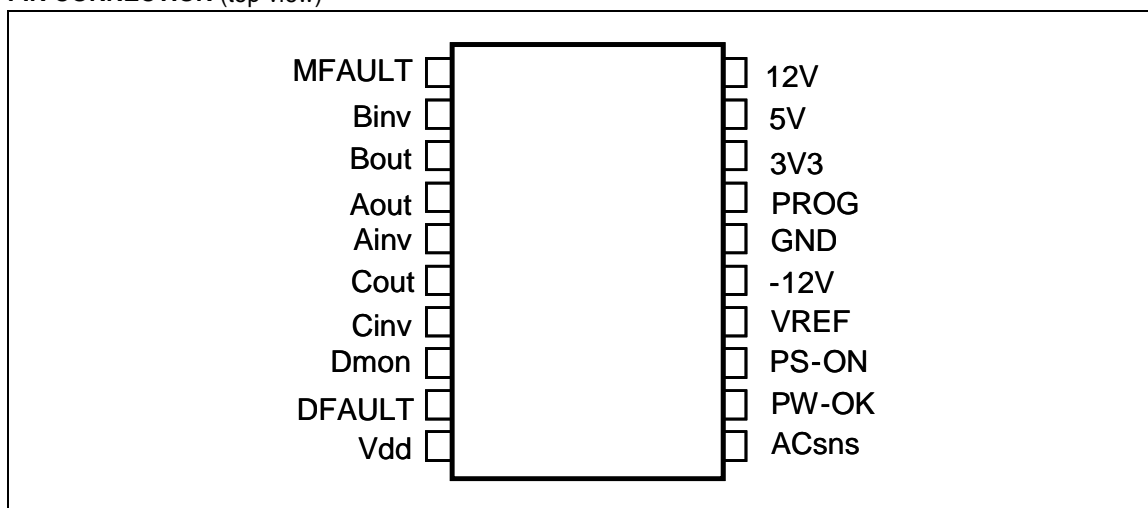 MFAULT 12V
Binv 5V
Bout 3V3
Aout PROG
Ainv GND
Cout -12V
Cinv VREF
Dmon PS-ON
DFAULT PW-OK
Vdd ACsns